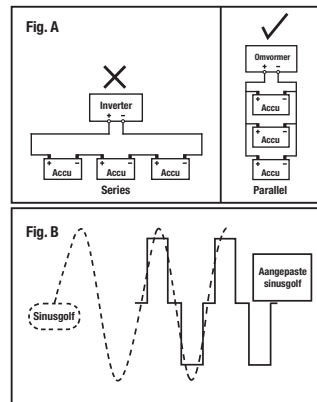 Fig. A
Inverter
+ −
+ − + − + −
Accu Accu Accu
Series
Omvormer
+ −
+ −
Accu
+ −
Accu
+ −
Accu
Parallel
Fig. B
Sinusgolf
Aangepaste
sinusgolf